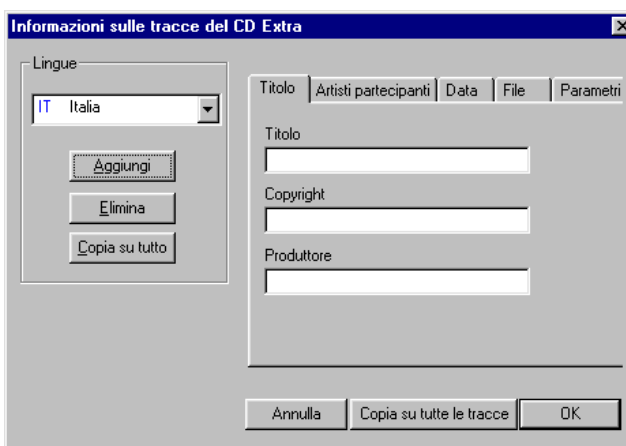 Informazioni sulle tracce del CD Extra
Lingue
IT Italia
Aggiungi
Elimina
Copia su tutto
Titolo Artisti partecipanti Data File Parametri
Titolo
Copyright
Produttore
Annulla Copia su tutte le tracce OK